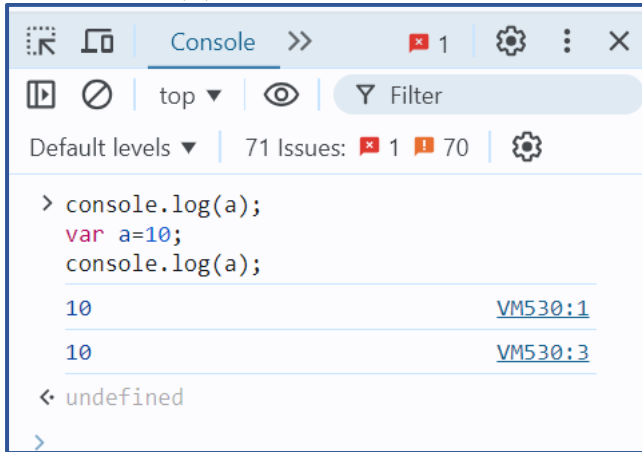 Console 1
top Filter
Default levels 71 Issues: 1 70
console.log(a);
var a=10;
console.log(a);
10 VM530:1
10 VM530:3
undefined